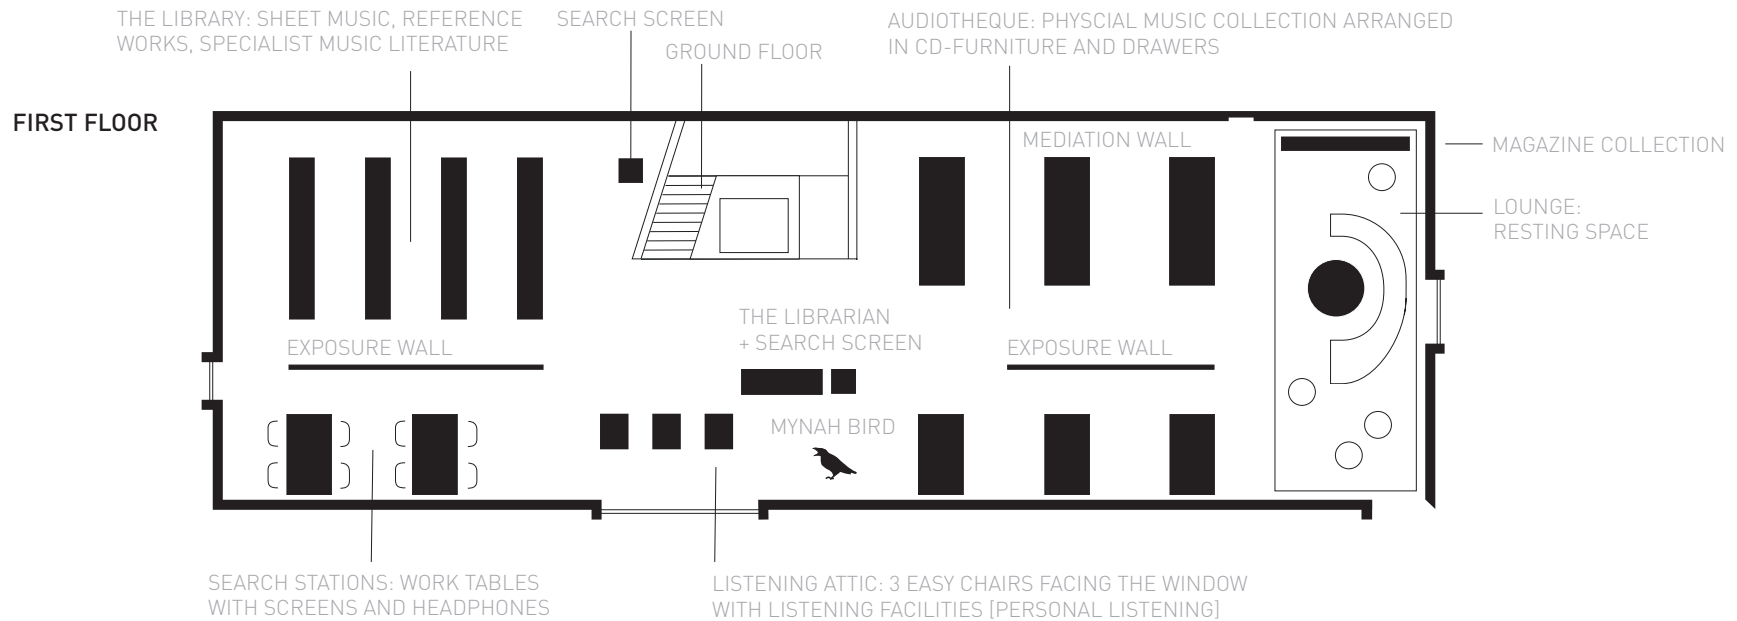 THE LIBRARY: SHEET MUSIC, REFERENCE
WORKS, SPECIALIST MUSIC LITERATURE
SEARCH SCREEN
GROUND FLOOR
AUDIOTHEQUE: PHYSCIAL MUSIC COLLECTION ARRANGED
IN CD-FURNITURE AND DRAWERS
FIRST FLOOR
MEDIATION WALL
MAGAZINE COLLECTION
LOUNGE:
RESTING SPACE
THE LIBRARIAN
+ SEARCH SCREEN
EXPOSURE WALL
EXPOSURE WALL
MYNAH BIRD
SEARCH STATIONS: WORK TABLES
WITH SCREENS AND HEADPHONES
LISTENING ATTIC: 3 EASY CHAIRS FACING THE WINDOW
WITH LISTENING FACILITIES [PERSONAL LISTENING]